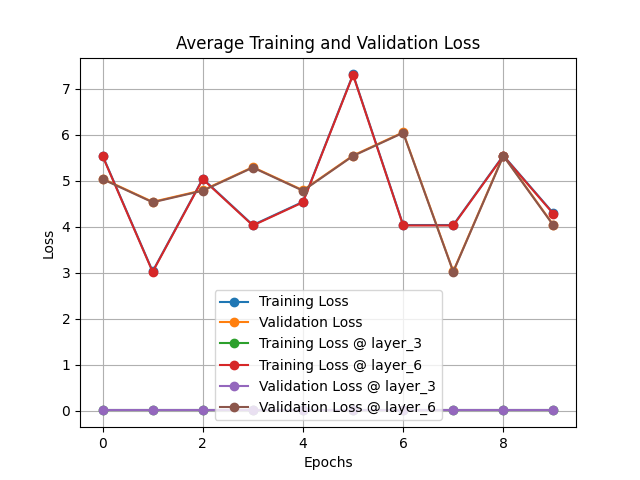 Average Training and Validation Loss
Loss
7
6
5
4
3
2
1
0
Training Loss
Validation Loss
Training Loss @ layer_3
Training Loss @ layer_6
Validation Loss @ layer_3
Validation Loss @ layer_6
0 2 4 6 8
Epochs